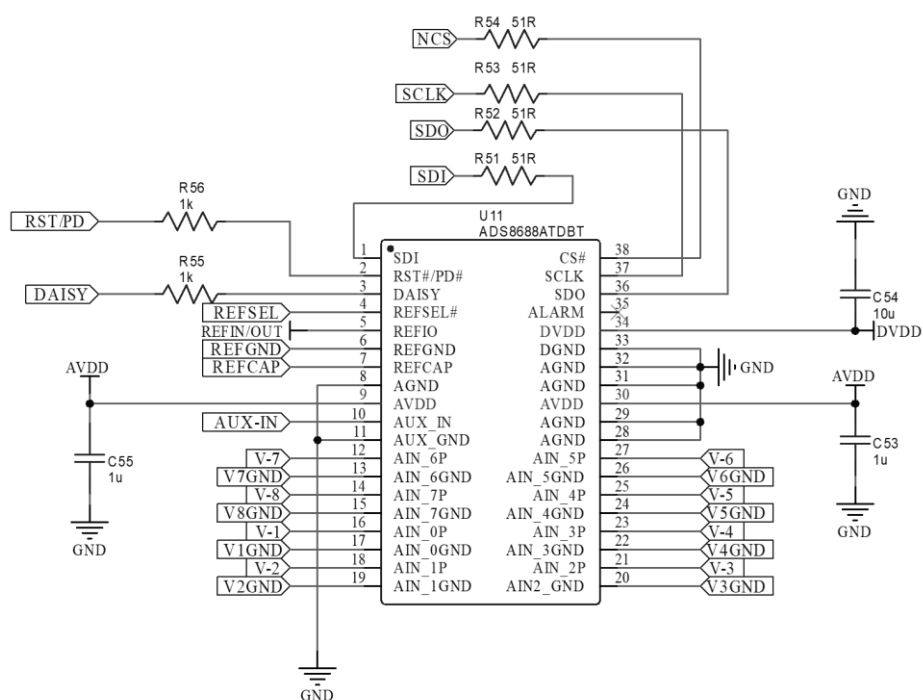 R54 51R
NCS
R53 51R
SCLK
R52 51R
SDO
R51 51R
SDI
R56
1k
RST/PD
R55
1k
DAISY
U11
ADS8688ATDBT
GND
C54
10u
DVDD
1 SDI CS# 38
2 RST#/PD# SCLK 37
3 DAISY SDO 36
REFSEL 4 REFSEL# ALARM 35
REFIN/OUT 5 REFIO DVDD 34
REFGND 6 REFGND DGND 33
REFCAP 7 REFCAP AGND 32 GND
8 AGND AGND 31
AVDD 9 AVDD AVDD 30 AVDD
AUX-IN 10 AUX_IN AGND 29
11 AUX_GND AGND 28
V-7 12 AIN_6P AIN_5P 27 V-6
V7GND 13 AIN_6GND AIN_5GND 26 V6GND
V-8 14 AIN_7P AIN_4P 25 V-5
V8GND 15 AIN_7GND AIN_4GND 24 V5GND
V-1 16 AIN_0P AIN_3P 23 V-4
V1GND 17 AIN_0GND AIN_3GND 22 V4GND
V-2 18 AIN_1P AIN_2P 21 V-3
V2GND 19 AIN_1GND AIN2_GND 20 V3GND
C55
1u
GND
C53
1u
GND
GND